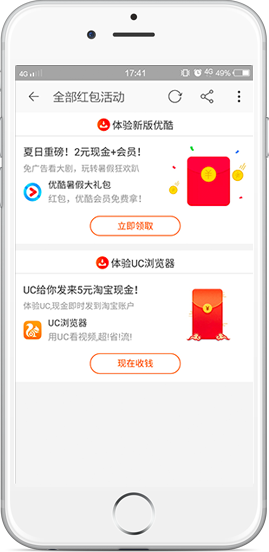 4G 17:41 4G 49%
全部红包活动
体验新版优酷
夏日重磅！2元现金+会员！
免广告看大剧，玩转暑假狂欢趴
优酷暑假大礼包
红包，优酷会员免费拿！
立即领取
体验UC浏览器
UC给你发来5元淘宝现金！
体验UC,现金即时发到淘宝账户
UC浏览器
用UC看视频,超!省!流!
现在收钱